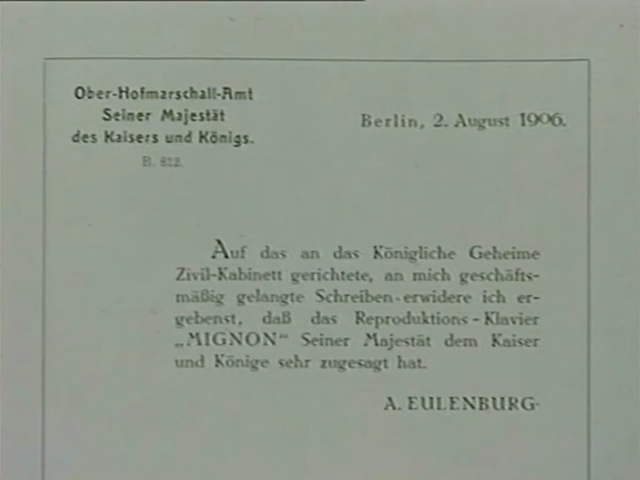 Ober-Hofmarschall-Amt
Seiner Majestät
des Kaisers und Königs.
B. 812.
Berlin, 2. August 1906.
Auf das an das Königliche Geheime
Zivil-Kabinett gerichtete, an mich geschäfts-
mäßig gelangte Schreiben erwidere ich er-
gebenst, daß das Reproduktions-Klavier
„MIGNON“ Seiner Majestät dem Kaiser
und Könige sehr zugesagt hat.
A. EULENBURG